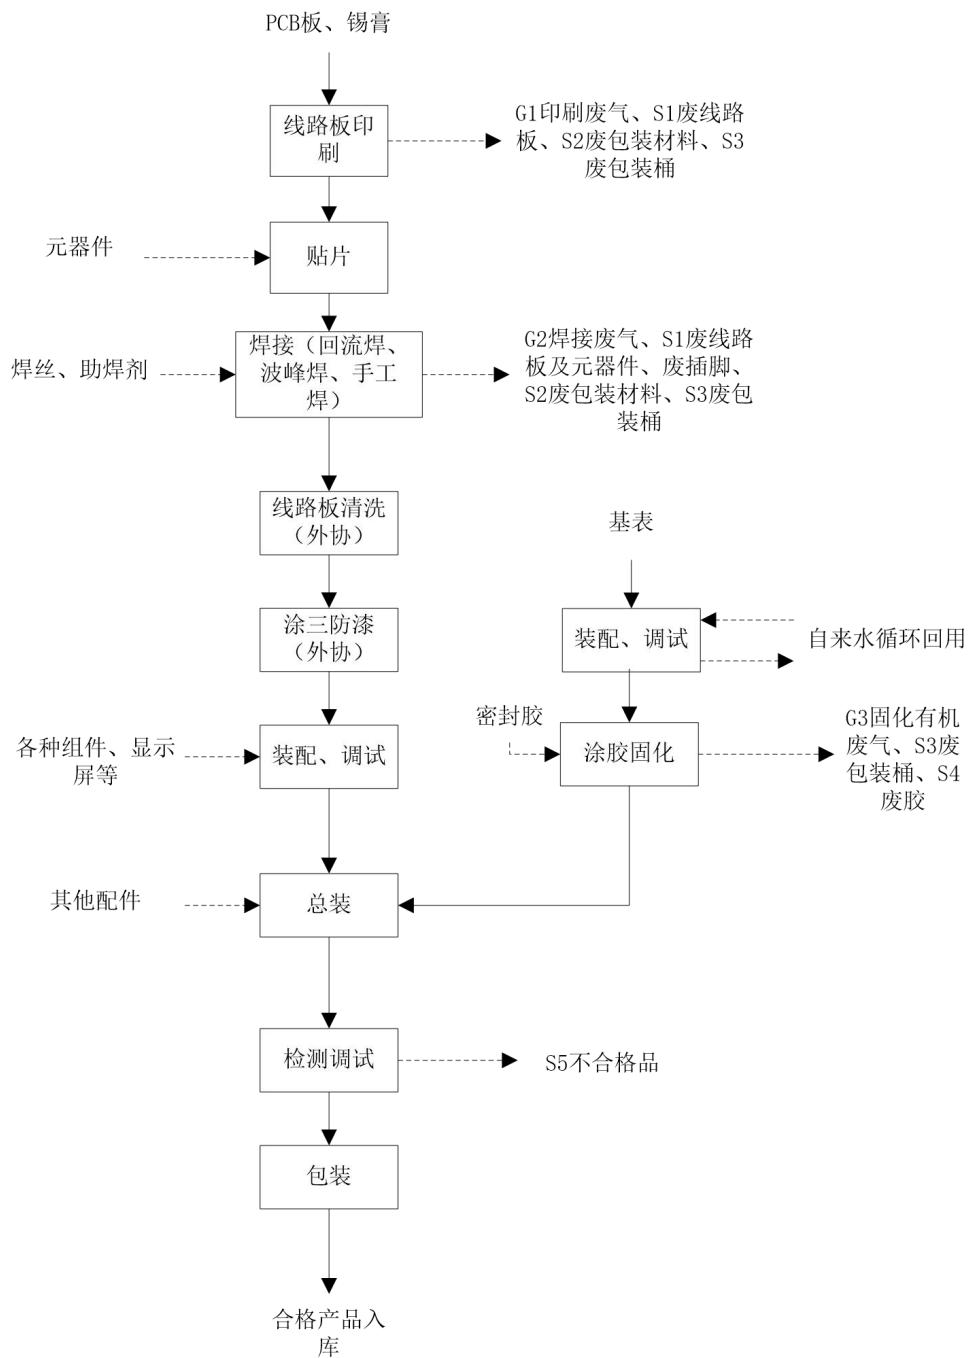 PCB板、锡膏
线路板印
刷
G1印刷废气、S1废线路
板、S2废包装材料、S3
废包装桶
元器件
贴片
焊丝、助焊剂
焊接（回流焊、
波峰焊、手工
焊）
G2焊接废气、S1废线路
板及元器件、废插脚、
S2废包装材料、S3废包
装桶
线路板清洗
（外协）
基表
涂三防漆
（外协）
装配、调试
自来水循环回用
各种组件、显示
屏等
装配、调试
密封胶
涂胶固化
G3固化有机
废气、S3废
包装桶、S4
废胶
其他配件
总装
检测调试
S5不合格品
包装
合格产品入
库